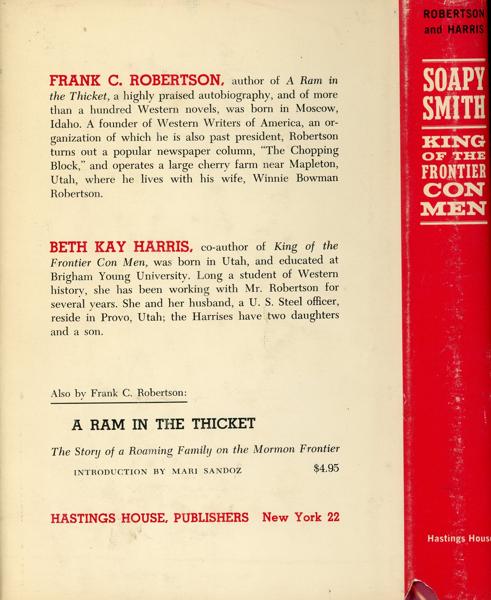 FRANK C. ROBERTSON, author of A Ram in
the Thicket, a highly praised autobiography, and of more
than a hundred Western novels, was born in Moscow,
Idaho. A founder of Western Writers of America, an or-
ganization of which he is also past president, Robertson
turns out a popular newspaper column, "The Chopping
Block," and operates a large cherry farm near Mapleton,
Utah, where he lives with his wife, Winnie Bowman
Robertson.
BETH KAY HARRIS, co-author of King of the
Frontier Con Men, was born in Utah, and educated at
Brigham Young University. Long a student of Western
history, she has been working with Mr. Robertson for
several years. She and her husband, a U. S. Steel officer,
reside in Provo, Utah; the Harrises have two daughters
and a son.
Also by Frank C. Robertson:
A RAM IN THE THICKET
The Story of a Roaming Family on the Mormon Frontier
INTRODUCTION BY MARI SANDOZ $4.95
HASTINGS HOUSE, PUBLISHERS New York 22
ROBERTSON
and HARRIS
SOAPY
SMITH
KING
OF THE
FRONTIER
CON
MEN
Hastings House